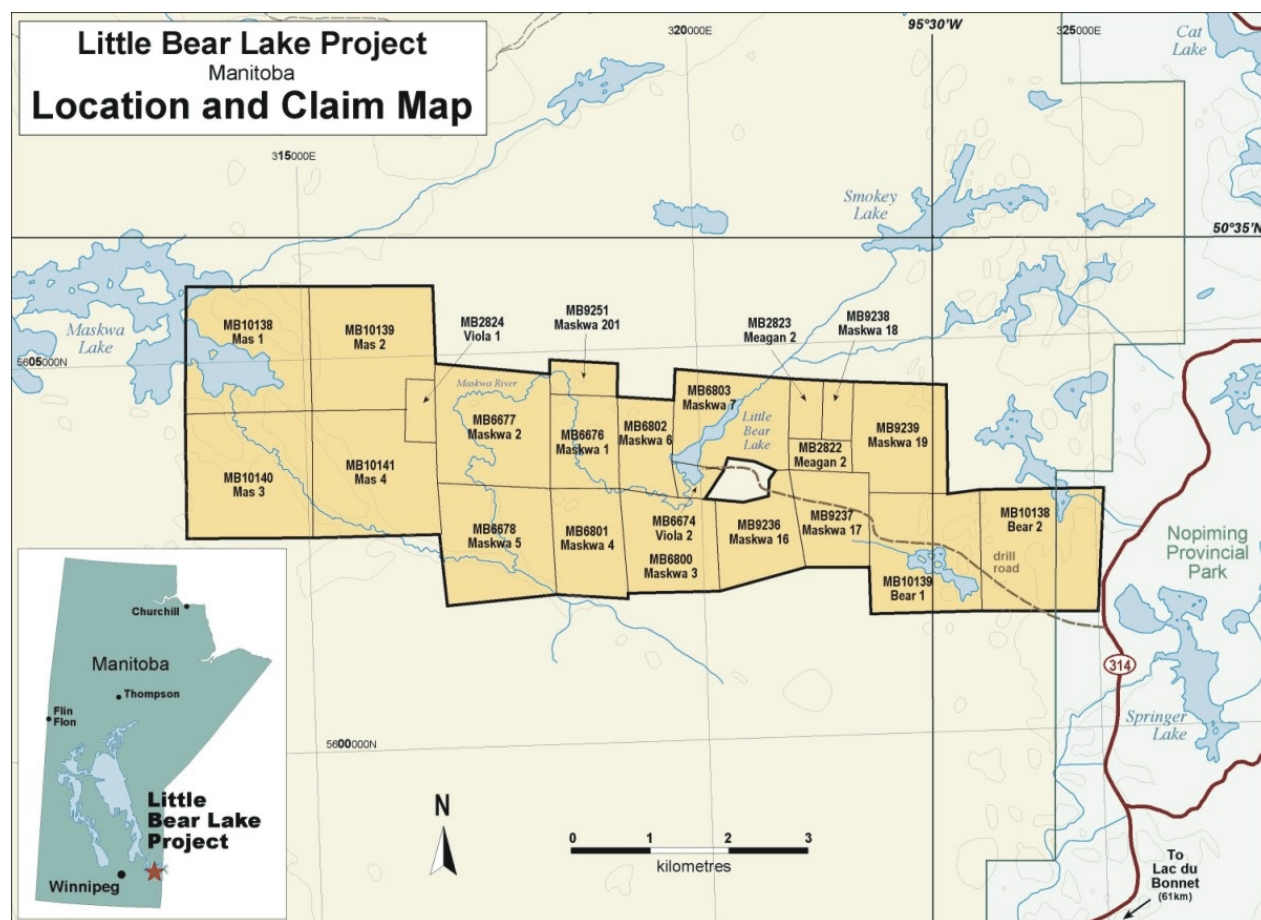 Little Bear Lake Project
Manitoba
Location and Claim Map
320000E
95°30'W
325000E
Cat
Lake
315000E
Smokey
Lake
50°35'N
Maskwa
Lake
5605000N
MB10138
Mas 1
MB10139
Mas 2
MB2824
Viola 1
MB9251
Maskwa 201
MB2823
Meagan 2
MB9238
Maskwa 18
Maskwa River
MB6677
Maskwa 2
MB6676
Maskwa 1
MB6802
Maskwa 6
MB6803
Maskwa 7
Little
Bear
Lake
MB2822
Meagan 2
MB9239
Maskwa 19
MB10140
Mas 3
MB10141
Mas 4
MB6678
Maskwa 5
MB6801
Maskwa 4
MB6674
Viola 2
MB6800
Maskwa 3
MB9236
Maskwa 16
MB9237
Maskwa 17
MB10138
Bear 2
drill
road
MB10139
Bear 1
Nopiming
Provincial
Park
314
Springer
Lake
5600000N
Churchill
Manitoba
Thompson
Flin
Flon
Little
Bear Lake
Project
Winnipeg
N
0 1 2 3
kilometres
To
Lac du
Bonnet
(61km)